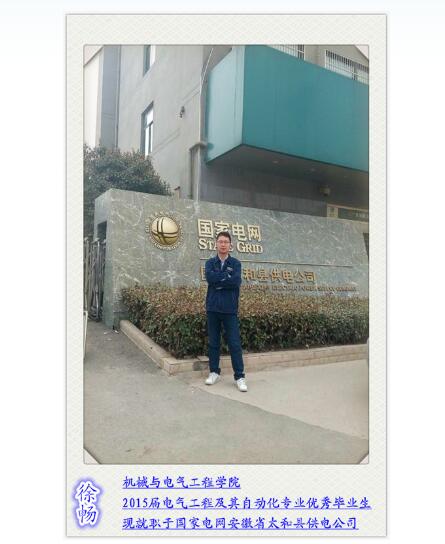 国家电网
STATE GRID
和县供电公司
徐畅
机械与电气工程学院
2015届电气工程及其自动化专业优秀毕业生
现就职于国家电网安徽省太和县供电公司